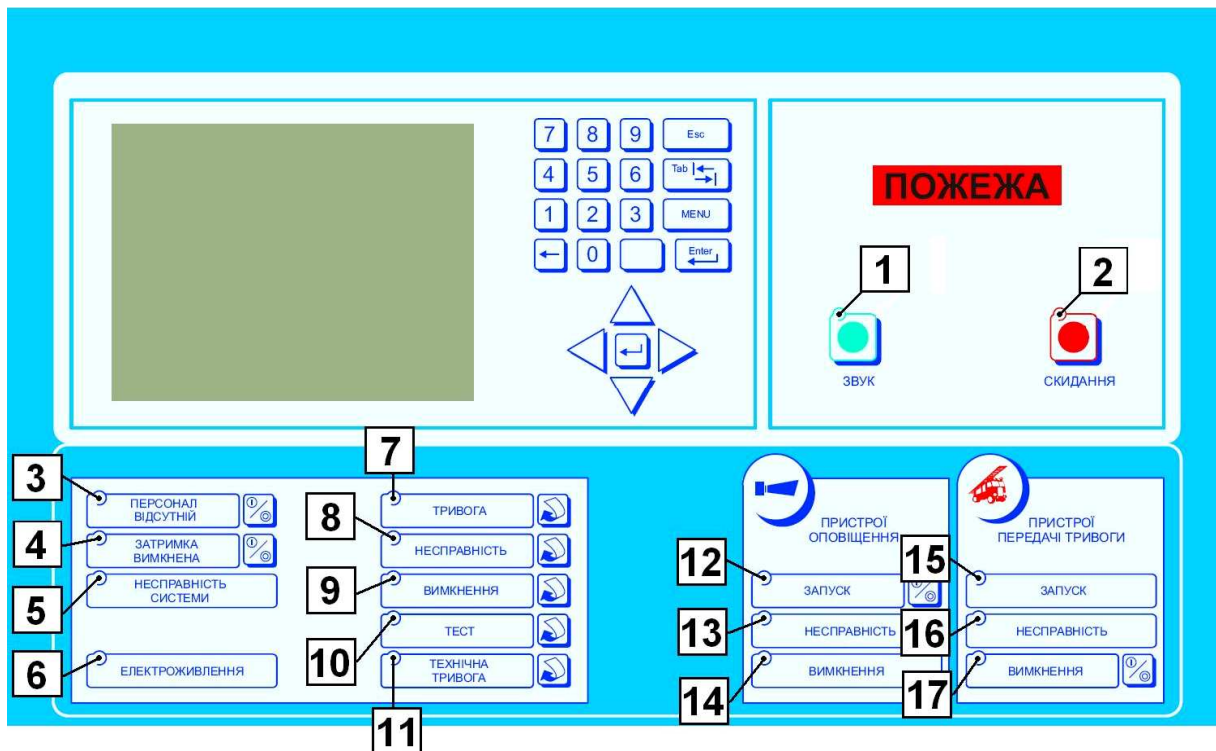 7 8 9 Esc
4 5 6 Tab
1 2 3 MENU
0 Enter
ПОЖЕЖА
1
2
ЗВУК
СКИДАННЯ
3
ПЕРСОНАЛ
ВІДСУТНІЙ
4
ЗАТРИМКА
ВИМКНЕНА
5
НЕСПРАВНІСТЬ
СИСТЕМИ
6
ЕЛЕКТРОЖИВЛЕННЯ
7
ТРИВОГА
8
НЕСПРАВНІСТЬ
9
ВИМКНЕННЯ
10
ТЕСТ
11
ТЕХНІЧНА
ТРИВОГА
ПРИСТРОЇ
ОПОВІЩЕННЯ
12
ЗАПУСК
13
НЕСПРАВНІСТЬ
14
ВИМКНЕННЯ
ПРИСТРОЇ
ПЕРЕДАЧІ ТРИВОГИ
15
ЗАПУСК
16
НЕСПРАВНІСТЬ
17
ВИМКНЕННЯ